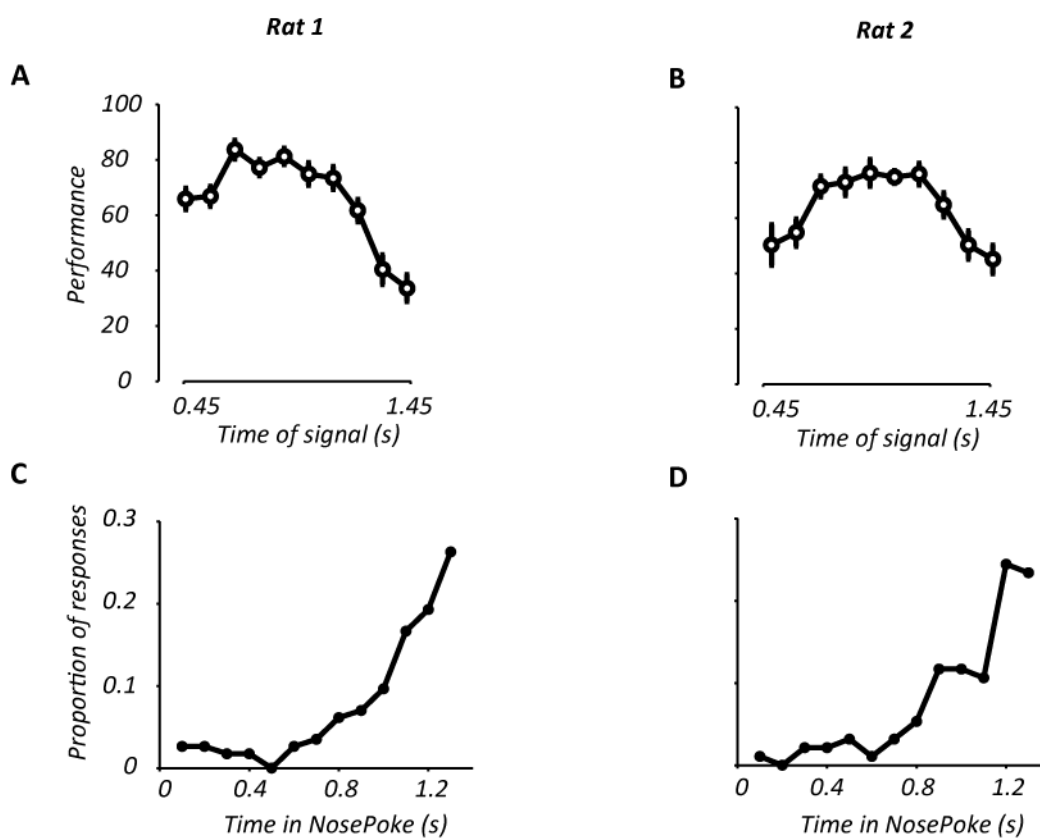 Rat 1
Rat 2
A
B
100
80
60
40
20
0
Performance
0.45
1.45
Time of signal (s)
0.45
1.45
Time of signal (s)
C
D
0.3
0.2
0.1
0
Proportion of responses
0
0.4
0.8
1.2
Time in NosePoke (s)
0
0.4
0.8
1.2
Time in NosePoke (s)